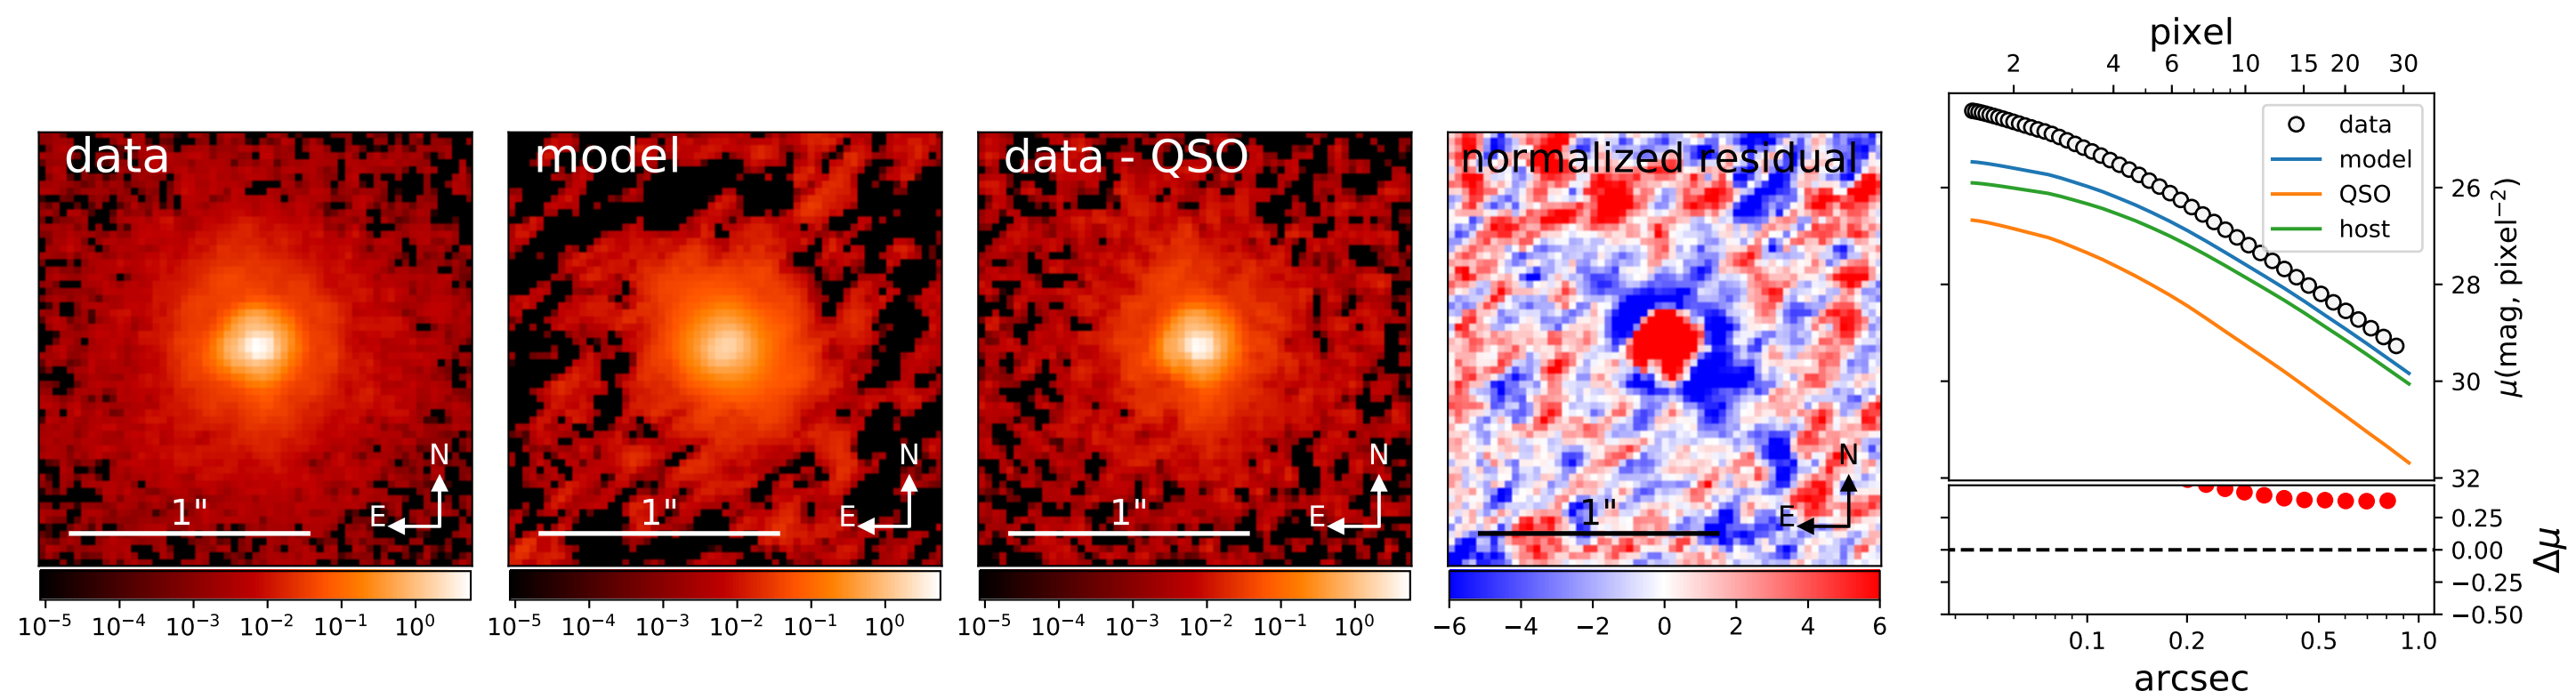 data
N
E
1"
10⁻⁵ 10⁻⁴ 10⁻³ 10⁻² 10⁻¹ 10⁰
model
N
E
1"
10⁻⁵ 10⁻⁴ 10⁻³ 10⁻² 10⁻¹ 10⁰
data - QSO
N
E
1"
10⁻⁵ 10⁻⁴ 10⁻³ 10⁻² 10⁻¹ 10⁰
normalized residual
N
E
1"
−6 −4 −2 0 2 4 6
pixel
2 4 6 10 15 20 30
data
model
QSO
host
26
28
30
32
μ(mag, pixel⁻²)
0.25
0.00
−0.25
−0.50
Δμ
0.1 0.2 0.5 1.0
arcsec